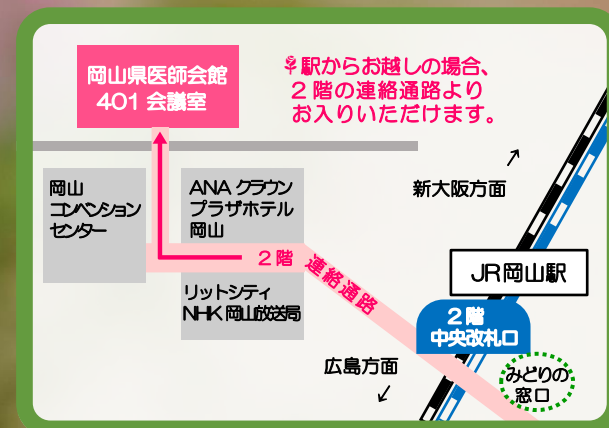 岡山県医師会館
401 会議室
駅からお越しの場合、
2 階の連絡通路より
お入りいただけます。
新大阪方面
岡山
コンベンション
センター
ANA クラウン
プラザホテル
岡山
2階 連絡通路
リットシティ
NHK 岡山放送局
JR岡山駅
2階
中央改札口
広島方面
みどりの
窓口